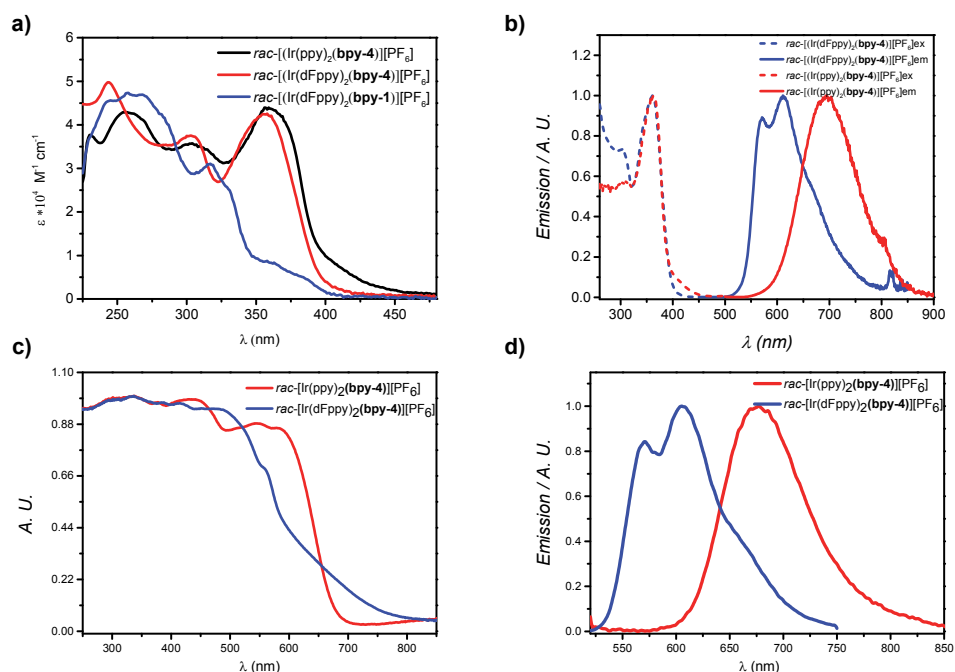 a)
rac-[(Ir(ppy)₂(bpy-4)][PF₆]
rac-[(Ir(dFppy)₂(bpy-4)][PF₆]
rac-[(Ir(dFppy)₂(bpy-1)][PF₆]
ε *10⁴ M⁻¹ cm⁻¹
6
5
4
3
2
1
0
250 300 350 400 450
λ (nm)
b)
rac-[(Ir(dFppy)₂(bpy-4)][PF₆]ex
rac-[(Ir(dFppy)₂(bpy-4)][PF₆]em
rac-[(Ir(ppy)₂(bpy-4)][PF₆]ex
rac-[(Ir(ppy)₂(bpy-4)][PF₆]em
Emission / A. U.
1.0
0.8
0.6
0.4
0.2
0.0
300 400 500 600 700 800 900
λ (nm)
c)
rac-[Ir(ppy)₂(bpy-4)][PF₆]
rac-[Ir(dFppy)₂(bpy-4)][PF₆]
A. U.
1.10
0.88
0.66
0.44
0.22
0.00
300 400 500 600 700 800
λ (nm)
d)
rac-[Ir(ppy)₂(bpy-4)][PF₆]
rac-[Ir(dFppy)₂(bpy-4)][PF₆]
Emission / A. U.
1.0
0.8
0.6
0.4
0.2
0.0
550 600 650 700 750 800 850
λ (nm)